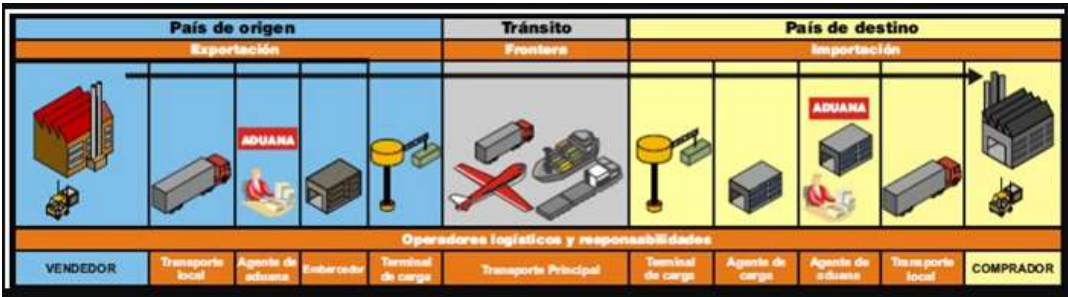 País de origen
Tránsito
País de destino
Exportación
Frontera
Importación
ADUANA
ADUANA
Operadores logísticos y responsabilidades
VENDEDOR
Transporte
local
Agente de
aduana
Embarcador
Terminal
de carga
Transporte Principal
Terminal
de carga
Agente de
carga
Agente de
aduana
Transporte
local
COMPRADOR